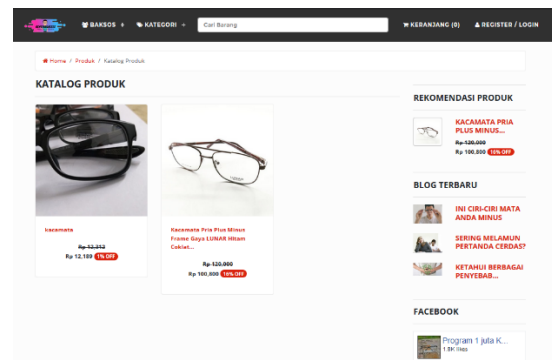 BAKSOS
KATEGORI
Cari Barang
KERANJANG (0)
REGISTER / LOGIN
Home / Produk / Katalog Produk
KATALOG PRODUK
kacamata
Rp 12,312
Rp 12,189 1% OFF
Kacamata Pria Plus Minus
Frame Gaya LUNAR Hitam
Coklat...
Rp 120,000
Rp 100,800 16% OFF
REKOMENDASI PRODUK
KACAMATA PRIA
PLUS MINUS...
Rp 120,000
Rp 100,800 16% OFF
BLOG TERBARU
INI CIRI-CIRI MATA
ANDA MINUS
SERING MELAMUN
PERTANDA CERDAS?
KETAHUI BERBAGAI
PENYEBAB...
FACEBOOK
Program 1 juta K...
1.8K likes